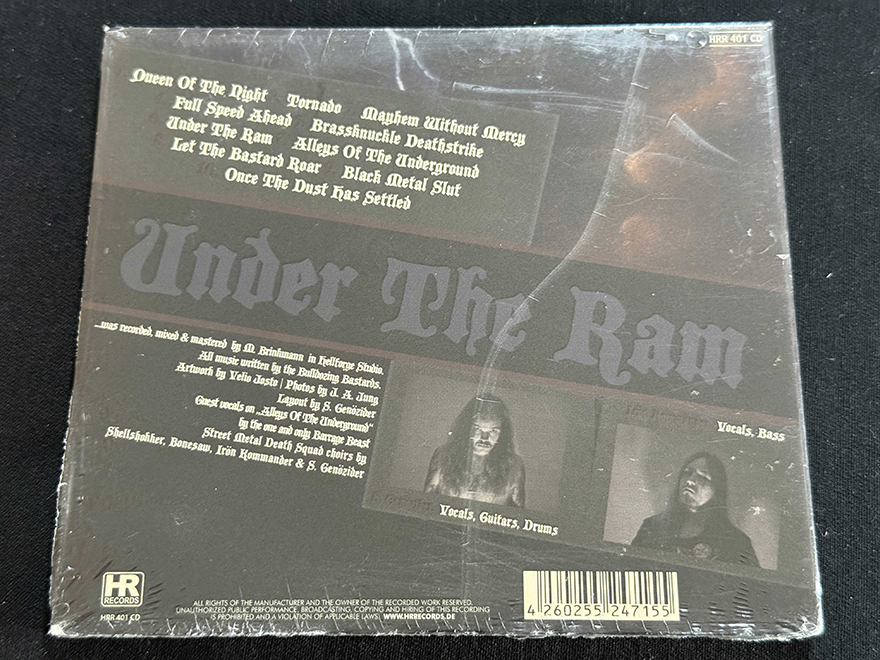 HRR 401 CD
Queen Of The Night Tornado Mayhem Without Mercy
Full Speed Ahead Brassknuckle Deathstrike
Under The Ram Alleys Of The Underground
Let The Bastard Roar Black Metal Slut
Once The Dust Has Settled
Under The Ram
...was recorded, mixed & mastered by M. Brinkmann in Hellforge Studio.
All music written by the Bulldozing Bastards.
Artwork by Velio Josto | Photos by J. A. Jung
Layout by S. Genözider
Guest vocals on „Alleys Of The Underground“
by the one and only Barrage Beast
Street Metal Death Squad choirs by
Shellshokker, Bonesaw, Irön Kommander & S. Genözider
Vocals, Bass
Vocals, Guitars, Drums
HR
RECORDS
HRR 401 CD
ALL RIGHTS OF THE MANUFACTURER AND THE OWNER OF THE RECORDED WORK RESERVED.
UNAUTHORIZED PUBLIC PERFORMANCE, BROADCASTING, COPYING AND HIRING OF THIS RECORDING
IS PROHIBITED AND A VIOLATION OF APPLICABLE LAWS. WWW.HRRECORDS.DE
4 260255 247155